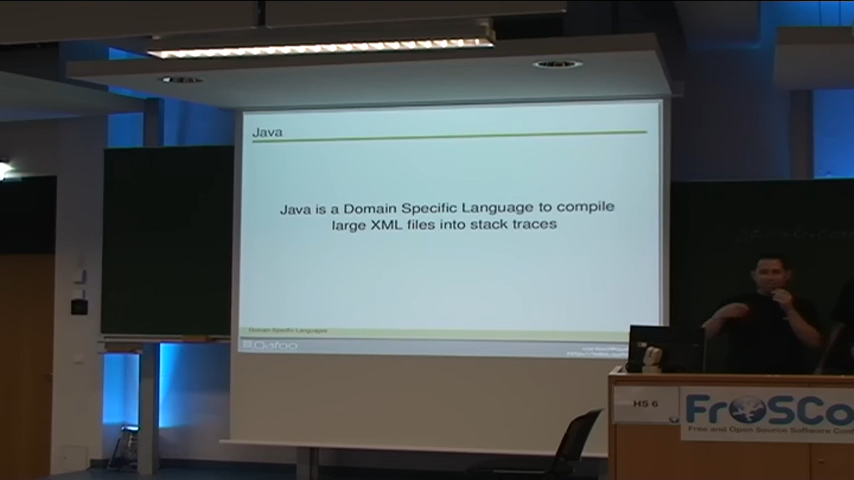 Java
Java is a Domain Specific Language to compile
large XML files into stack traces
Domain Specific Languages
Qafoo
HS 6
FrOSCo
Free and Open Source Software Conf